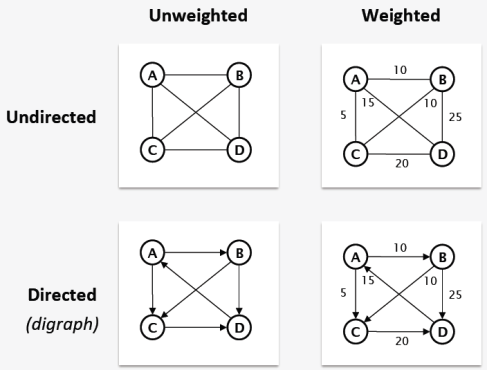 Unweighted Weighted
Undirected
A B
C D
A 10 B
5 15 10 25
C 20 D
Directed
(digraph)
A B
C D
A 10 B
5 15 10 25
C 20 D